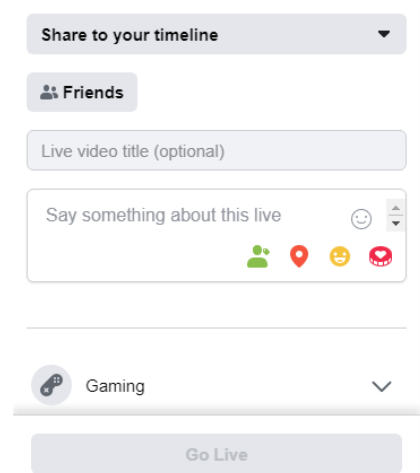 Share to your timeline
Friends
Live video title (optional)
Say something about this live
Gaming
Go Live